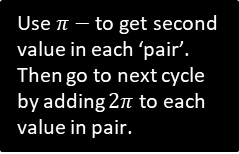 Use π − to get second
value in each ‘pair’.
Then go to next cycle
by adding 2π to each
value in pair.